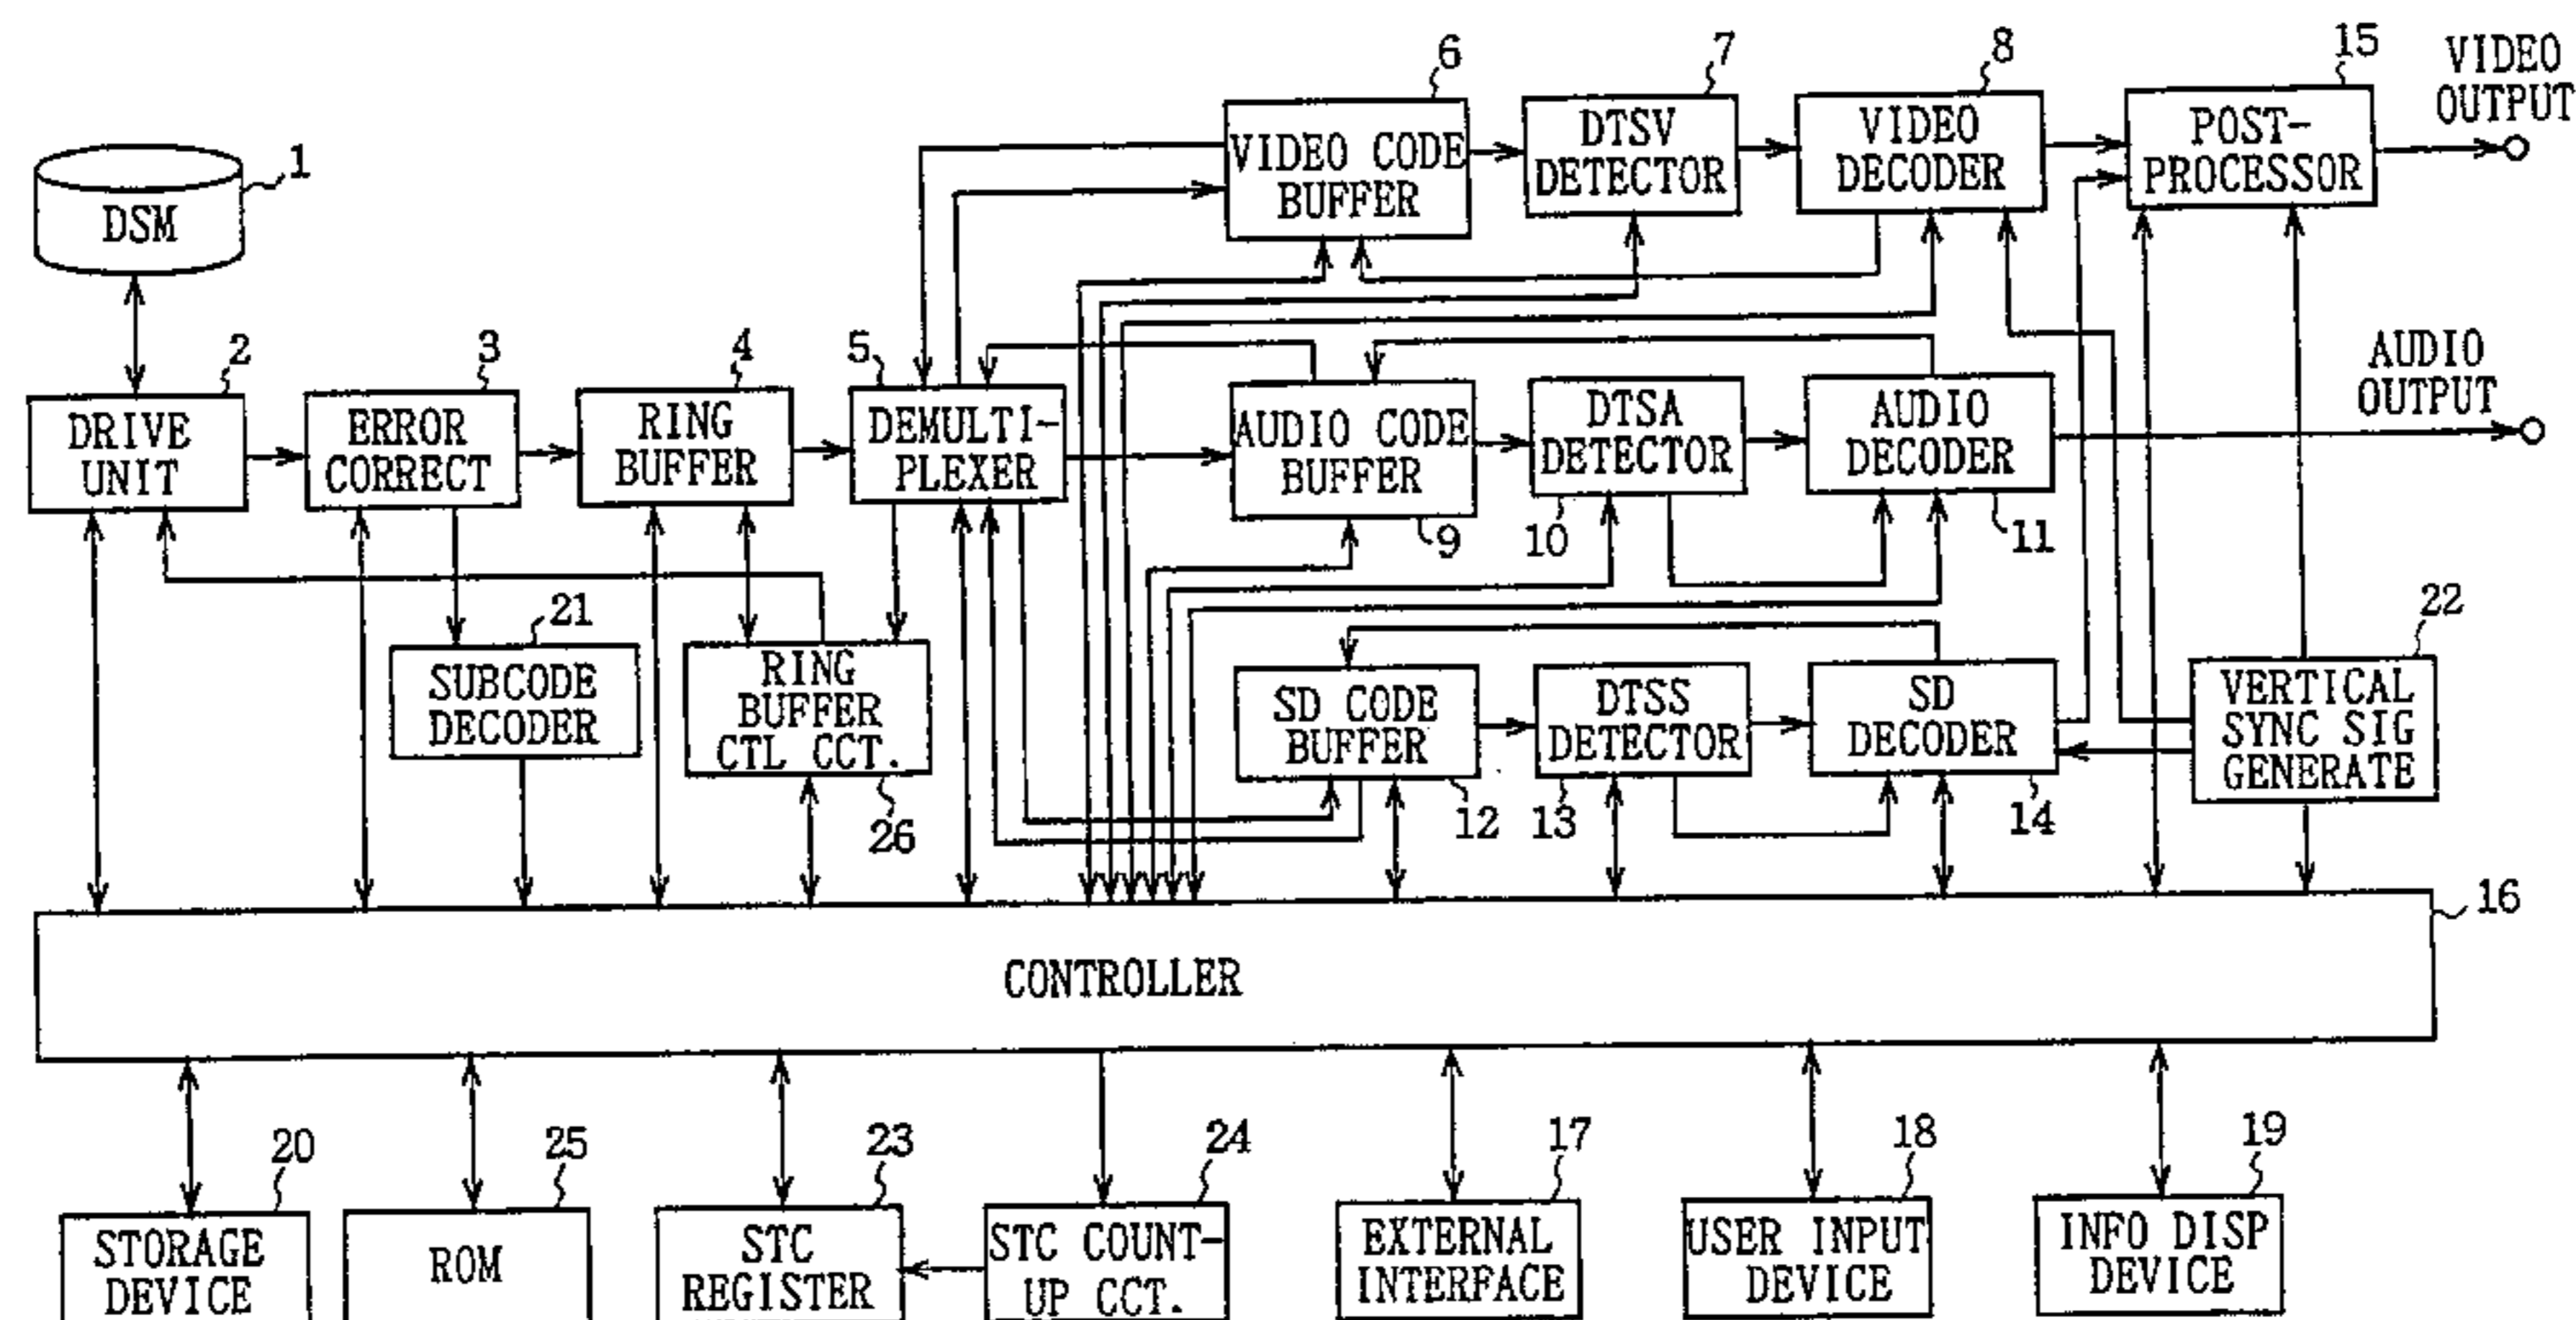 6
7
8
15
VIDEO
OUTPUT
VIDEO CODE
BUFFER
DTSV
DETECTOR
VIDEO
DECODER
POST-
PROCESSOR
1
DSM
2
3
4
5
AUDIO
OUTPUT
DRIVE
UNIT
ERROR
CORRECT
RING
BUFFER
DEMULTI-
PLEXER
AUDIO CODE
BUFFER
DTSA
DETECTOR
AUDIO
DECODER
9
10
11
21
22
SUBCODE
DECODER
RING
BUFFER
CTL CCT.
SD CODE
BUFFER
DTSS
DETECTOR
SD
DECODER
VERTICAL
SYNC SIG
GENERATE
26
12
13
14
16
CONTROLLER
20
25
23
24
17
18
19
STORAGE
DEVICE
ROM
STC
REGISTER
STC COUNT-
UP CCT.
EXTERNAL
INTERFACE
USER INPUT
DEVICE
INFO DISP
DEVICE